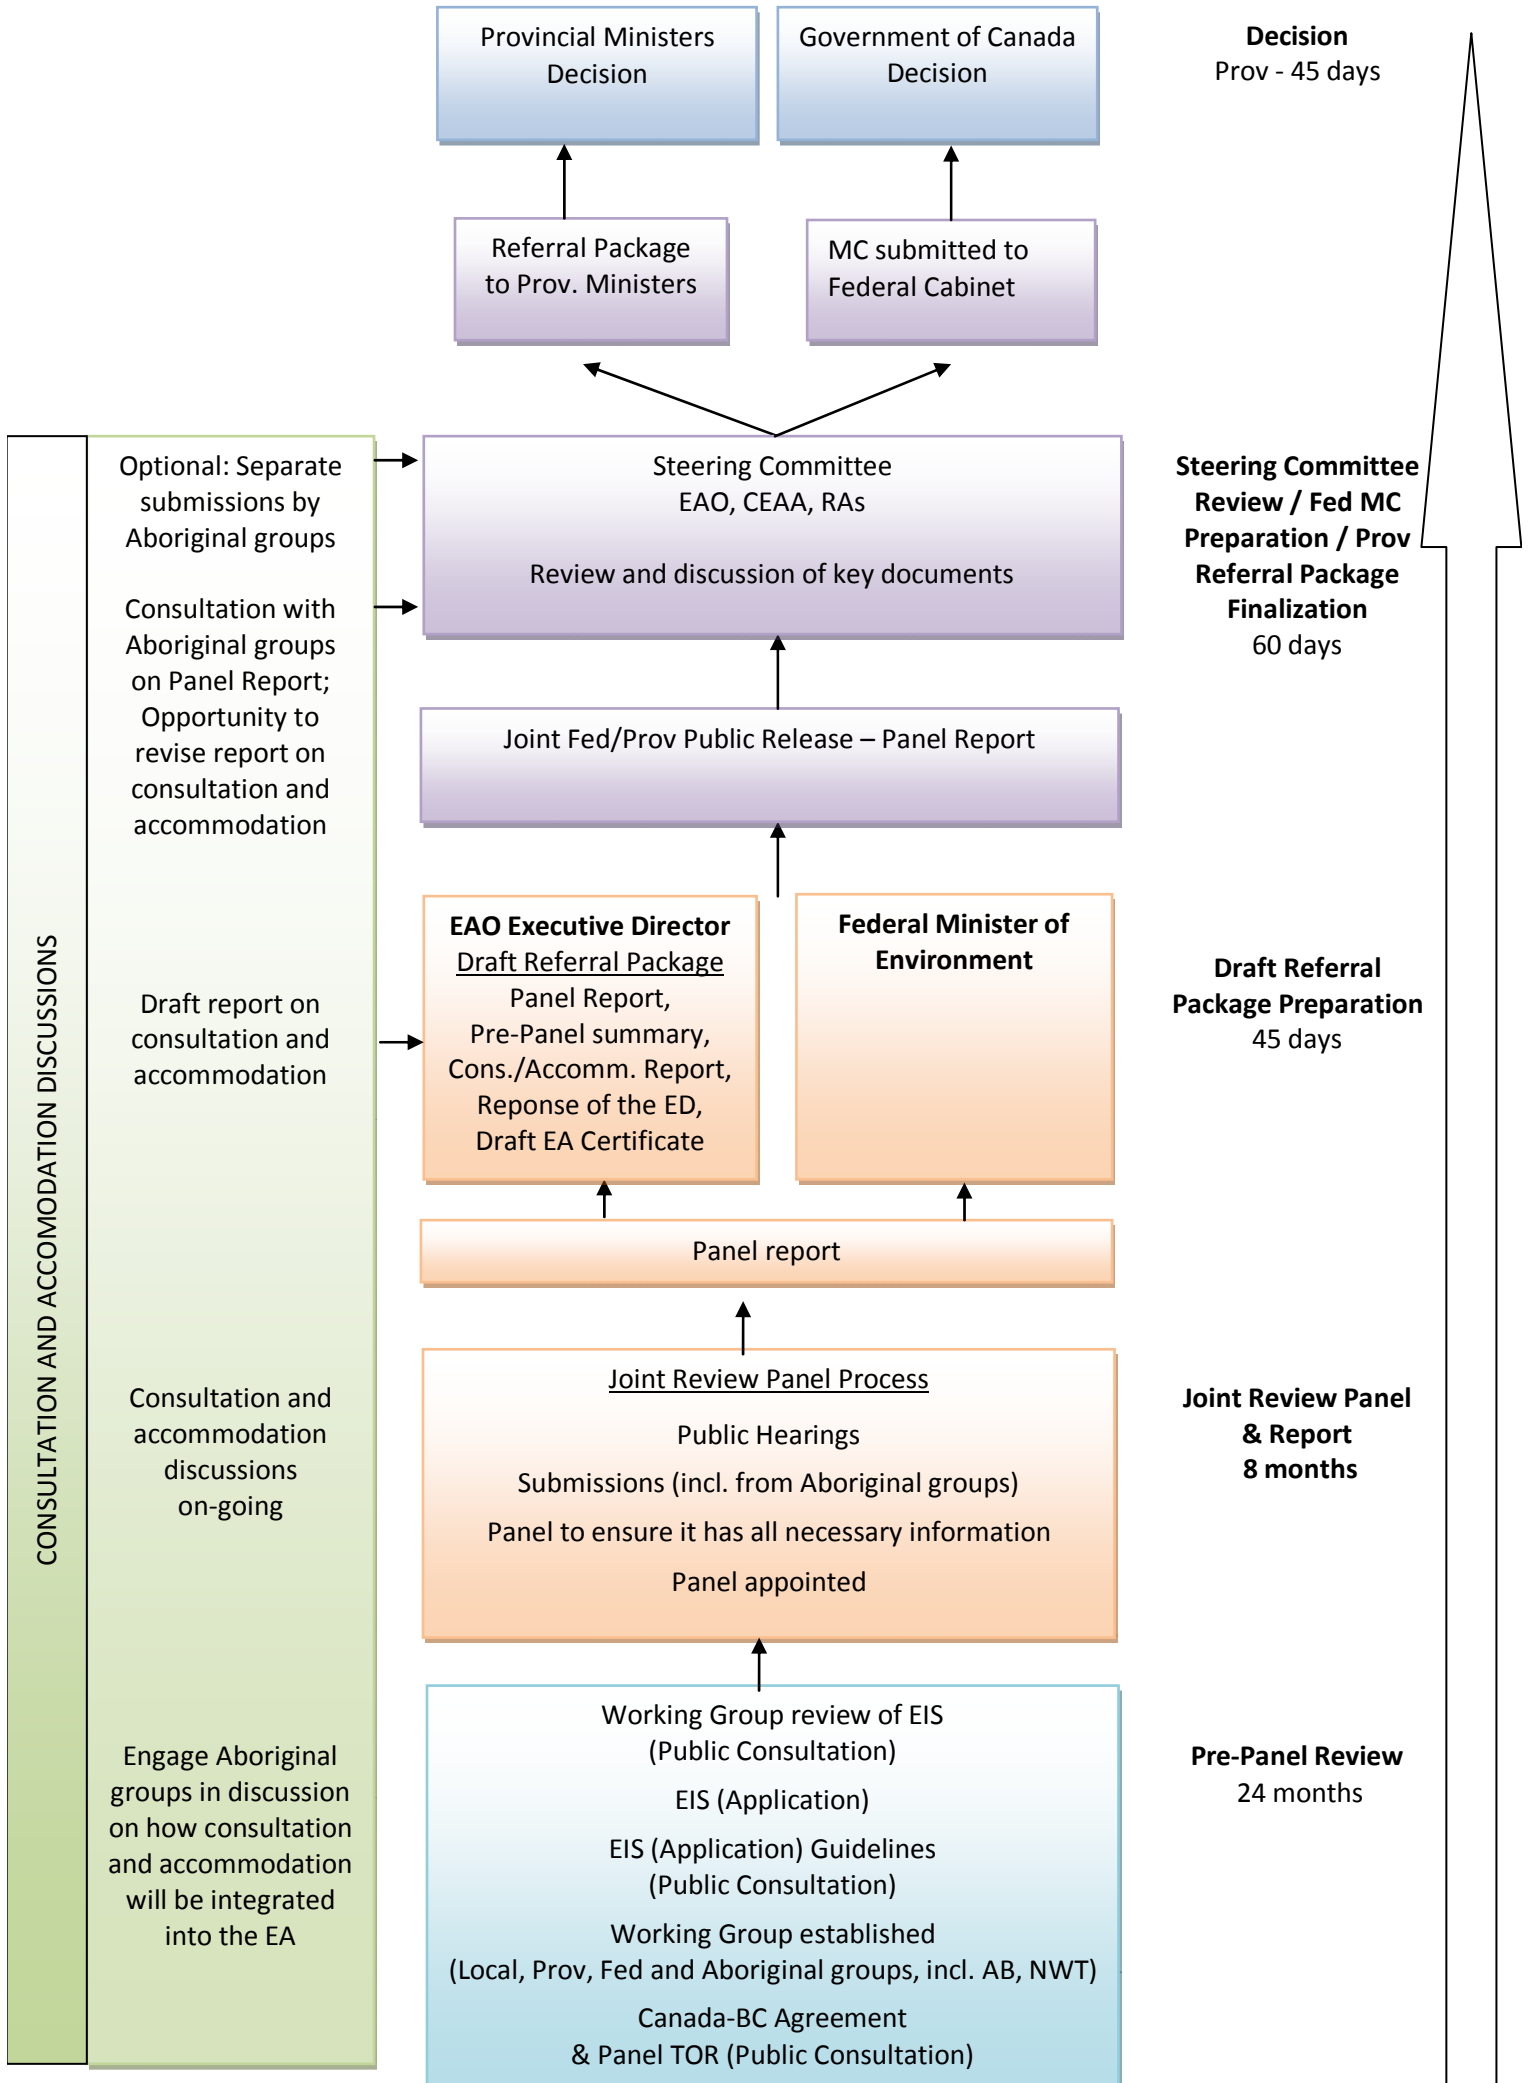 Provincial Ministers
Decision
Government of Canada
Decision
Decision
Prov - 45 days
Referral Package
to Prov. Ministers
MC submitted to
Federal Cabinet
CONSULTATION AND ACCOMODATION DISCUSSIONS
Optional: Separate
submissions by
Aboriginal groups
Consultation with
Aboriginal groups
on Panel Report;
Opportunity to
revise report on
consultation and
accommodation
Steering Committee
EAO, CEAA, RAs
Review and discussion of key documents
Steering Committee
Review / Fed MC
Preparation / Prov
Referral Package
Finalization
60 days
Joint Fed/Prov Public Release – Panel Report
Draft report on
consultation and
accommodation
EAO Executive Director
Draft Referral Package
Panel Report,
Pre-Panel summary,
Cons./Accomm. Report,
Reponse of the ED,
Draft EA Certificate
Federal Minister of
Environment
Draft Referral
Package Preparation
45 days
Panel report
Consultation and
accommodation
discussions
on-going
Joint Review Panel Process
Public Hearings
Submissions (incl. from Aboriginal groups)
Panel to ensure it has all necessary information
Panel appointed
Joint Review Panel
& Report
8 months
Engage Aboriginal
groups in discussion
on how consultation
and accommodation
will be integrated
into the EA
Working Group review of EIS
(Public Consultation)
EIS (Application)
EIS (Application) Guidelines
(Public Consultation)
Working Group established
(Local, Prov, Fed and Aboriginal groups, incl. AB, NWT)
Canada-BC Agreement
& Panel TOR (Public Consultation)
Pre-Panel Review
24 months